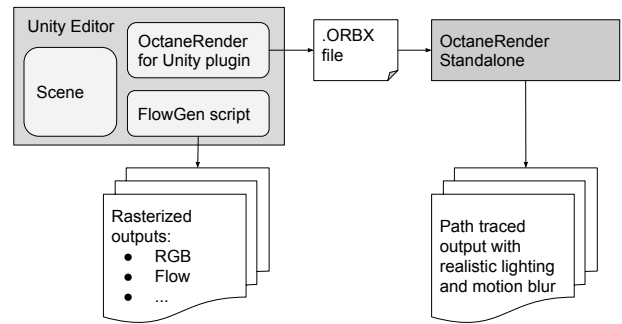 Unity Editor
Scene
OctaneRender
for Unity plugin
FlowGen script
.ORBX
file
OctaneRender
Standalone
Rasterized
outputs:
● RGB
● Flow
● ...
Path traced
output with
realistic lighting
and motion blur